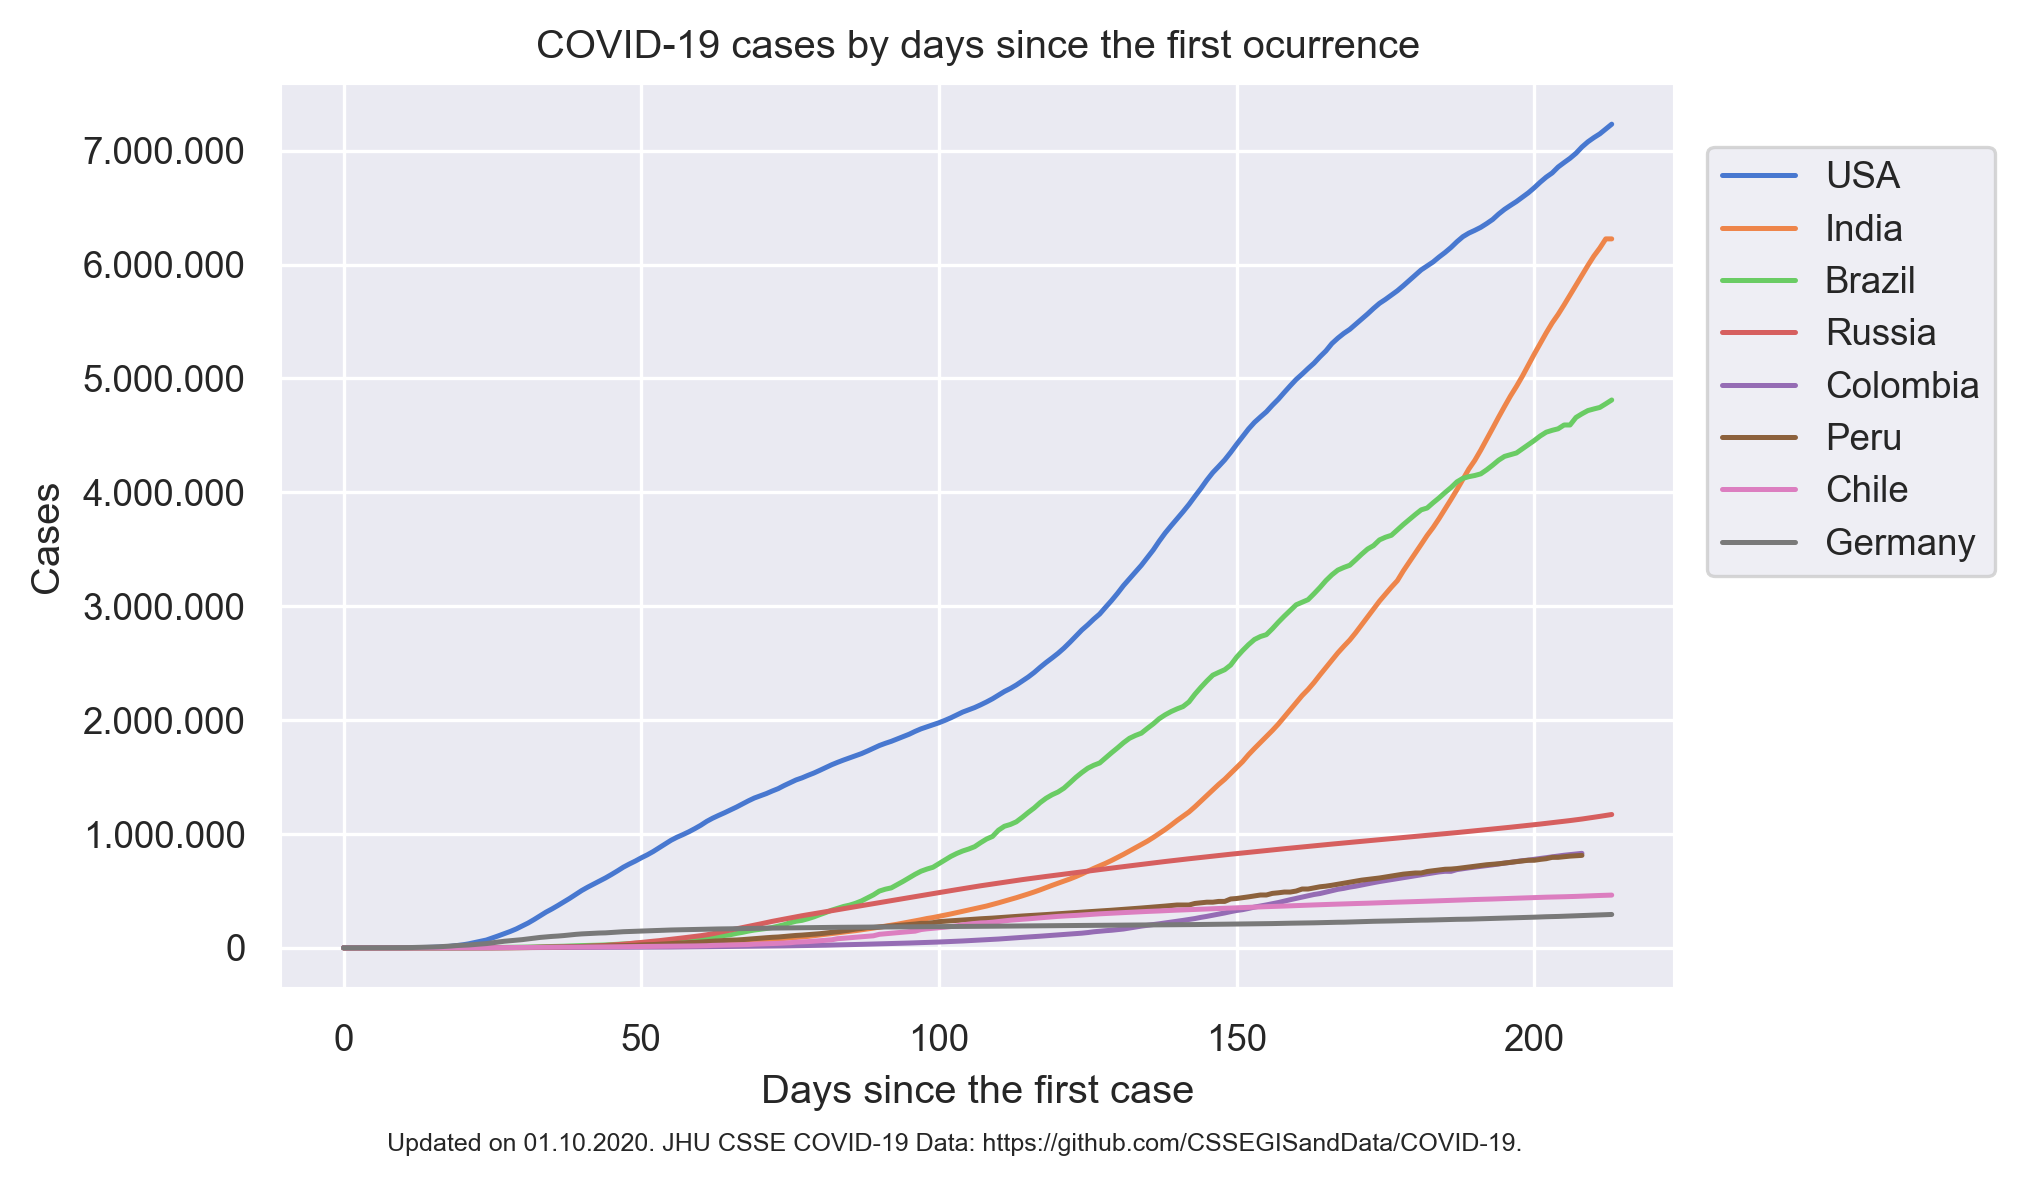 COVID-19 cases by days since the first ocurrence
7.000.000
6.000.000
5.000.000
4.000.000
3.000.000
2.000.000
1.000.000
0
Cases
0 50 100 150 200
Days since the first case
USA
India
Brazil
Russia
Colombia
Peru
Chile
Germany
Updated on 01.10.2020. JHU CSSE COVID-19 Data: https://github.com/CSSEGISandData/COVID-19.